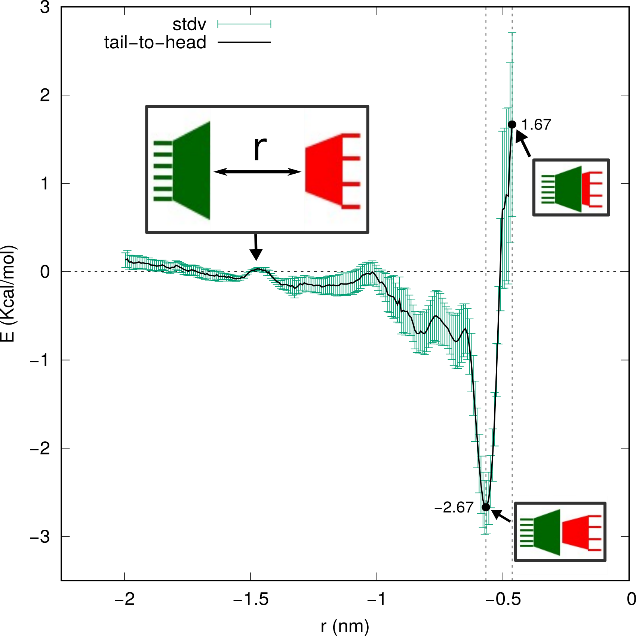 3
2
1
0
−1
−2
−3
E (Kcal/mol)
stdv
tail−to−head
r
1.67
−2.67
−2
−1.5
−1
−0.5
0
r (nm)